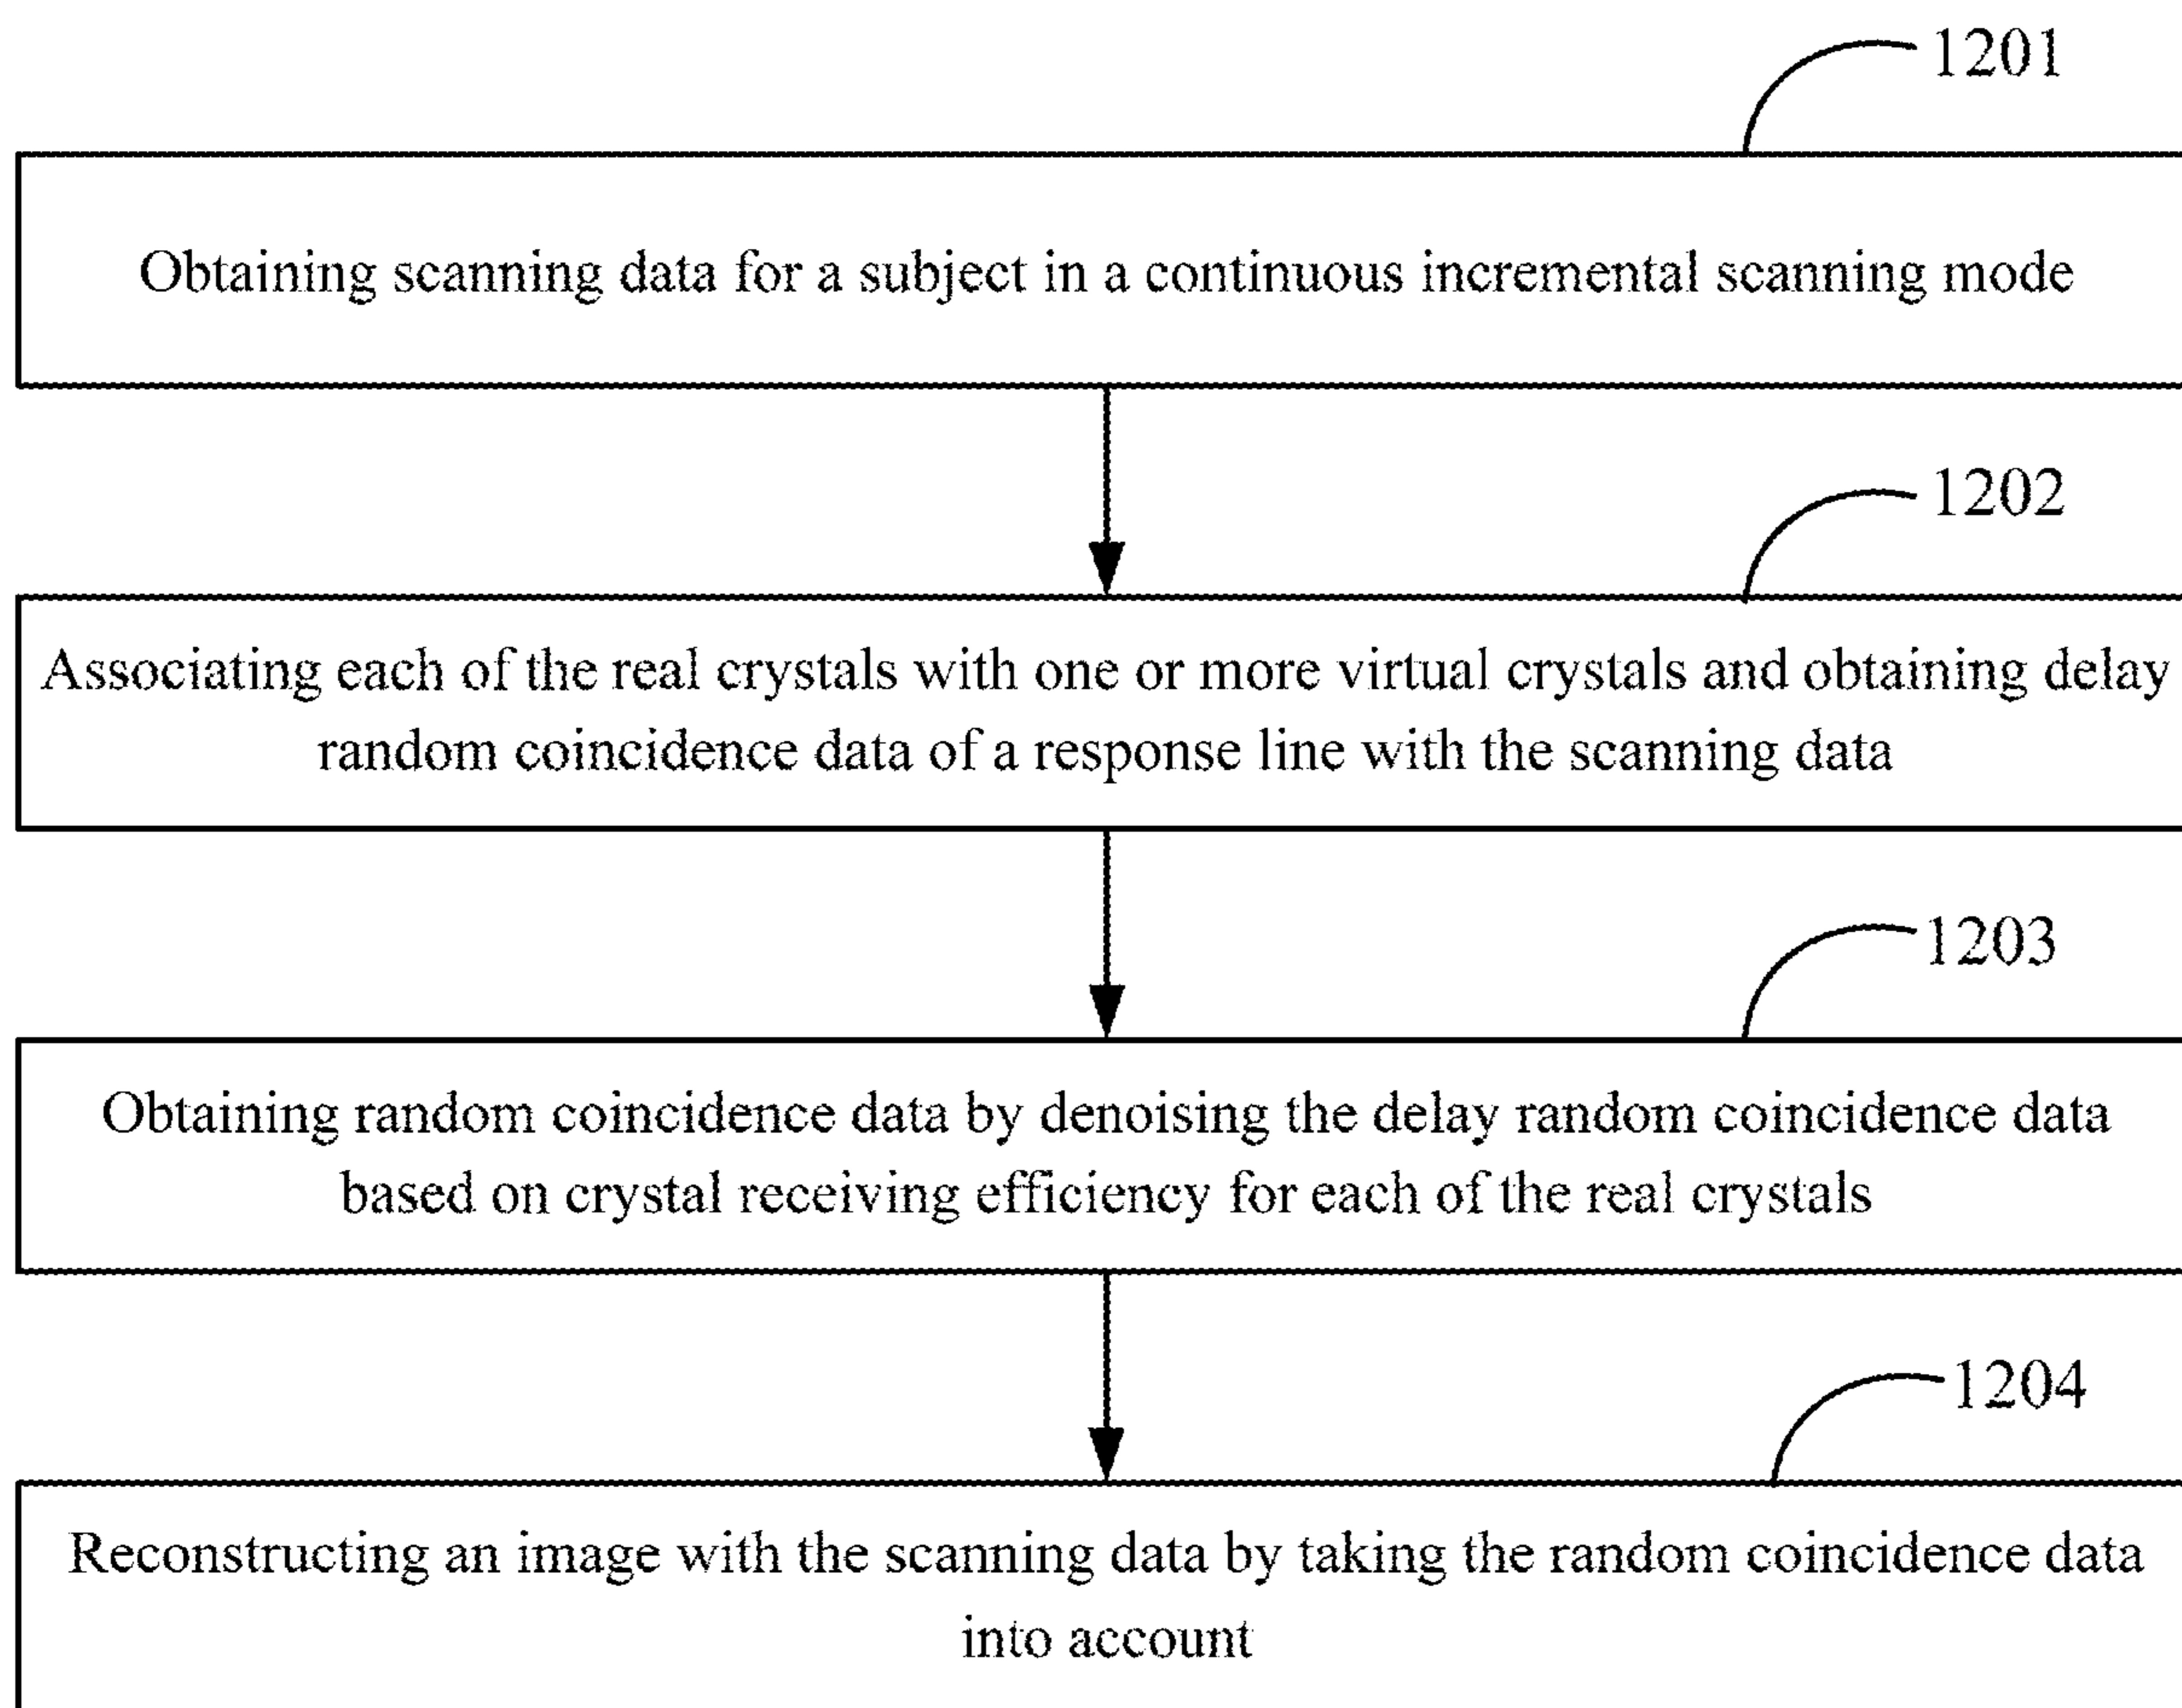 1201
Obtaining scanning data for a subject in a continuous incremental scanning mode
1202
Associating each of the real crystals with one or more virtual crystals and obtaining delay
random coincidence data of a response line with the scanning data
1203
Obtaining random coincidence data by denoising the delay random coincidence data
based on crystal receiving efficiency for each of the real crystals
1204
Reconstructing an image with the scanning data by taking the random coincidence data
into account